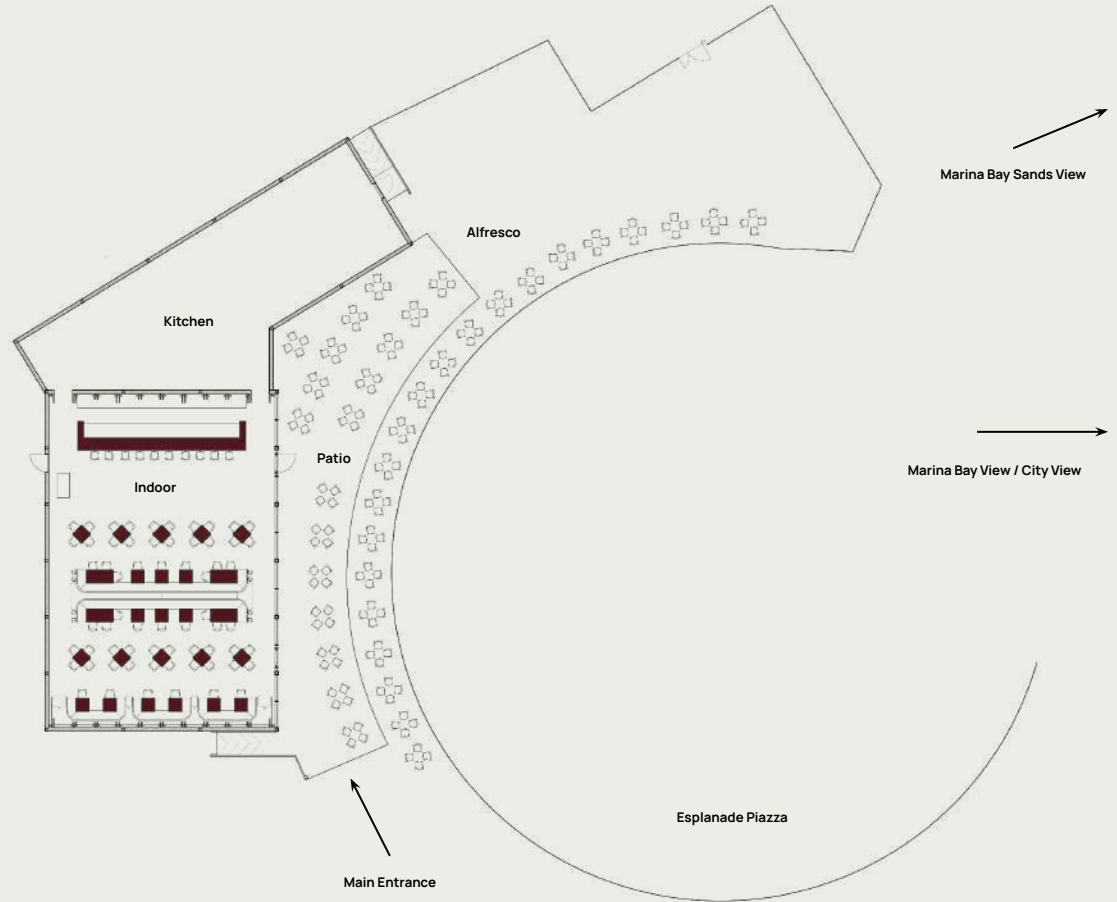 Marina Bay Sands View
Alfresco
Kitchen
Marina Bay View / City View
Patio
Indoor
Esplanade Piazza
Main Entrance